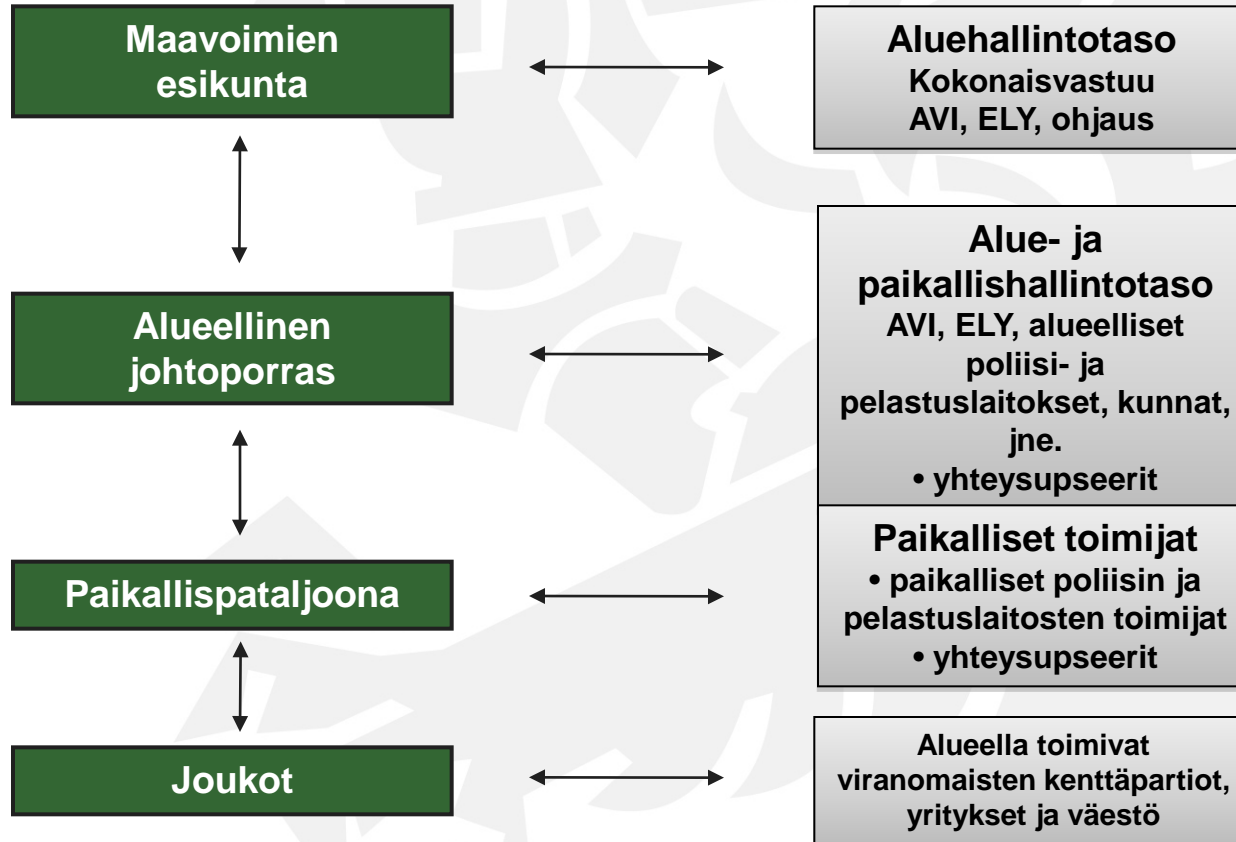 Maavoimien
esikunta
Aluehallintotaso
Kokonaisvastuu
AVI, ELY, ohjaus
Alueellinen
johtoporras
Alue- ja
paikallishallintotaso
AVI, ELY, alueelliset
poliisi- ja
pelastuslaitokset, kunnat,
jne.
• yhteysupseerit
Paikallispataljoona
Paikalliset toimijat
• paikalliset poliisin ja
pelastuslaitosten toimijat
• yhteysupseerit
Joukot
Alueella toimivat
viranomaisten kenttäpartiot,
yritykset ja väestö